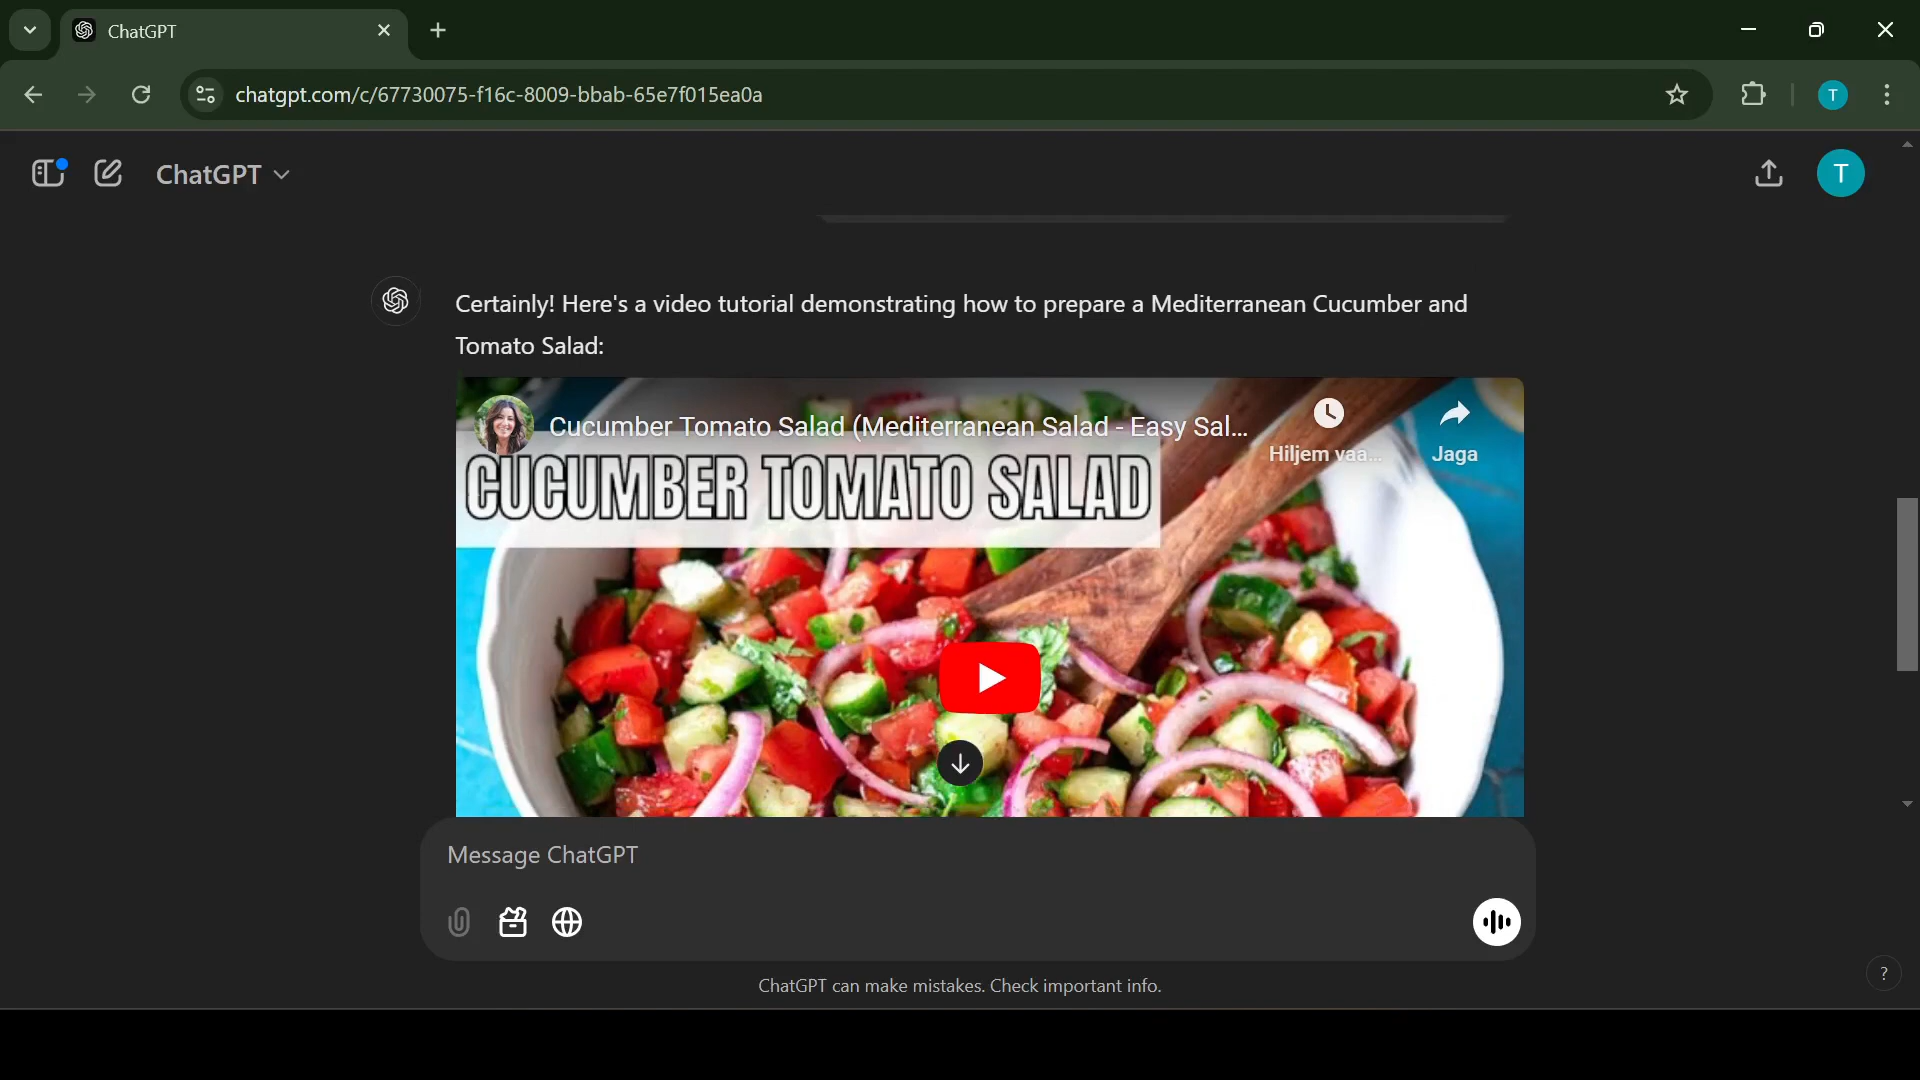 ChatGPT
chatgpt.com/c/67730075-f16c-8009-bbab-65e7f015ea0a
T
ChatGPT
T
Certainly! Here's a video tutorial demonstrating how to prepare a Mediterranean Cucumber and
Tomato Salad:
Cucumber Tomato Salad (Mediterranean Salad - Easy Sal...
Hiljem vaa...
Jaga
CUCUMBER TOMATO SALAD
Message ChatGPT
ChatGPT can make mistakes. Check important info.
?